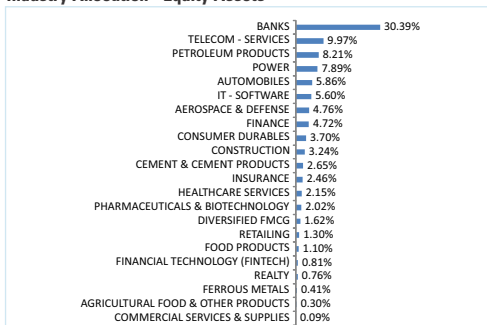 BANKS 30.39%
TELECOM - SERVICES 9.97%
PETROLEUM PRODUCTS 8.21%
POWER 7.89%
AUTOMOBILES 5.86%
IT - SOFTWARE 5.60%
AEROSPACE & DEFENSE 4.76%
FINANCE 4.72%
CONSUMER DURABLES 3.70%
CONSTRUCTION 3.24%
CEMENT & CEMENT PRODUCTS 2.65%
INSURANCE 2.46%
HEALTHCARE SERVICES 2.15%
PHARMACEUTICALS & BIOTECHNOLOGY 2.02%
DIVERSIFIED FMCG 1.62%
RETAILING 1.30%
FOOD PRODUCTS 1.10%
FINANCIAL TECHNOLOGY (FINTECH) 0.81%
REALTY 0.76%
FERROUS METALS 0.41%
AGRICULTURAL FOOD & OTHER PRODUCTS 0.30%
COMMERCIAL SERVICES & SUPPLIES 0.09%